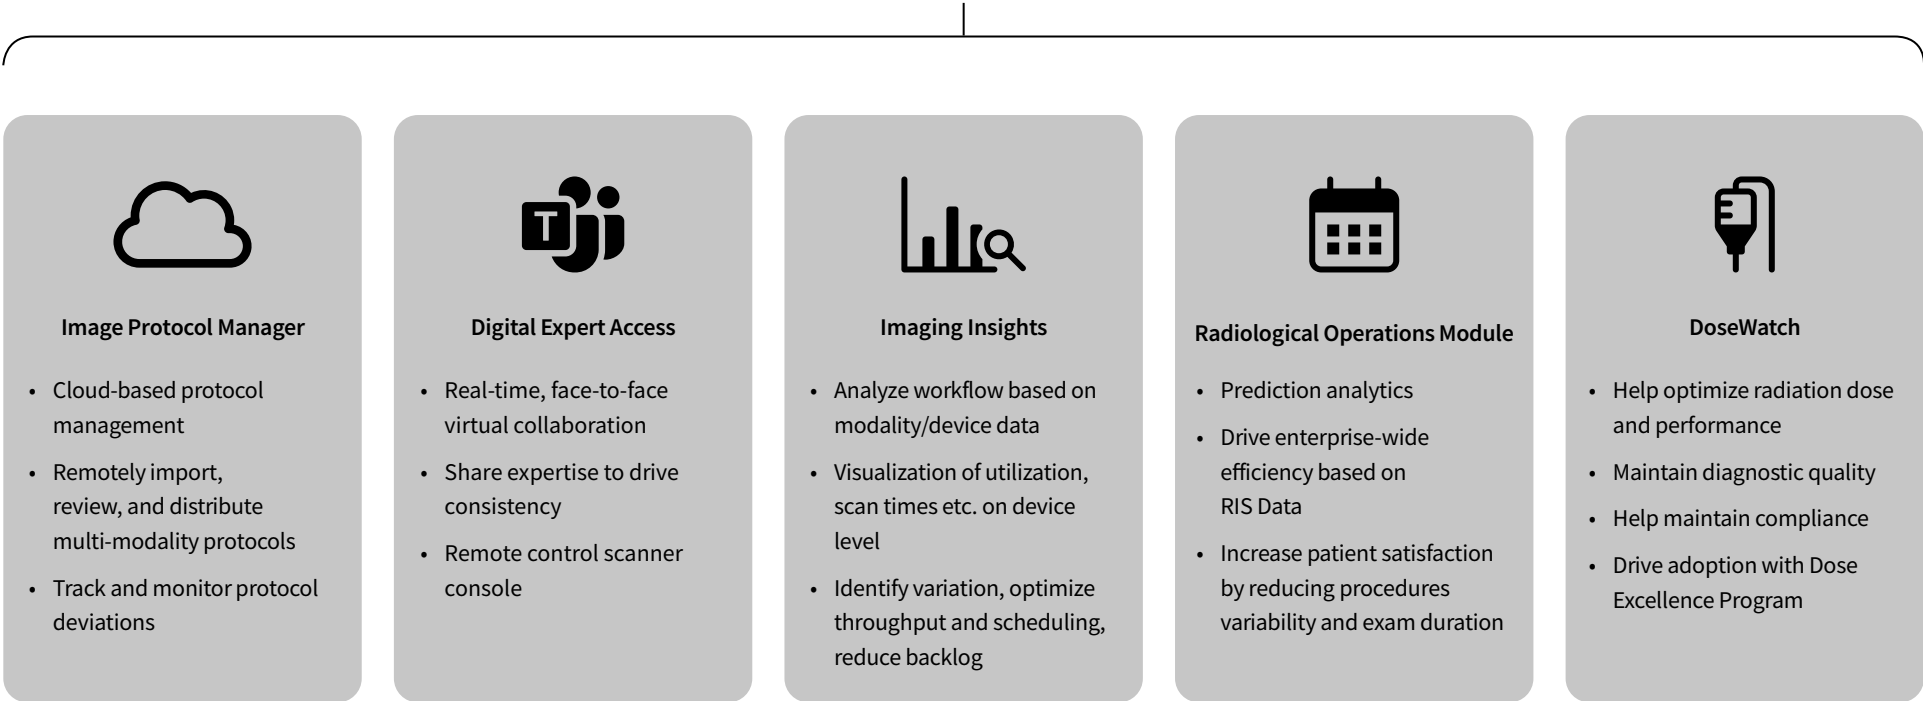 T
Image Protocol Manager
• Cloud-based protocol
management
• Remotely import,
review, and distribute
multi-modality protocols
• Track and monitor protocol
deviations
Digital Expert Access
• Real-time, face-to-face
virtual collaboration
• Share expertise to drive
consistency
• Remote control scanner
console
Imaging Insights
• Analyze workflow based on
modality/device data
• Visualization of utilization,
scan times etc. on device
level
• Identify variation, optimize
throughput and scheduling,
reduce backlog
Radiological Operations Module
• Prediction analytics
• Drive enterprise-wide
efficiency based on
RIS Data
• Increase patient satisfaction
by reducing procedures
variability and exam duration
DoseWatch
• Help optimize radiation dose
and performance
• Maintain diagnostic quality
• Help maintain compliance
• Drive adoption with Dose
Excellence Program